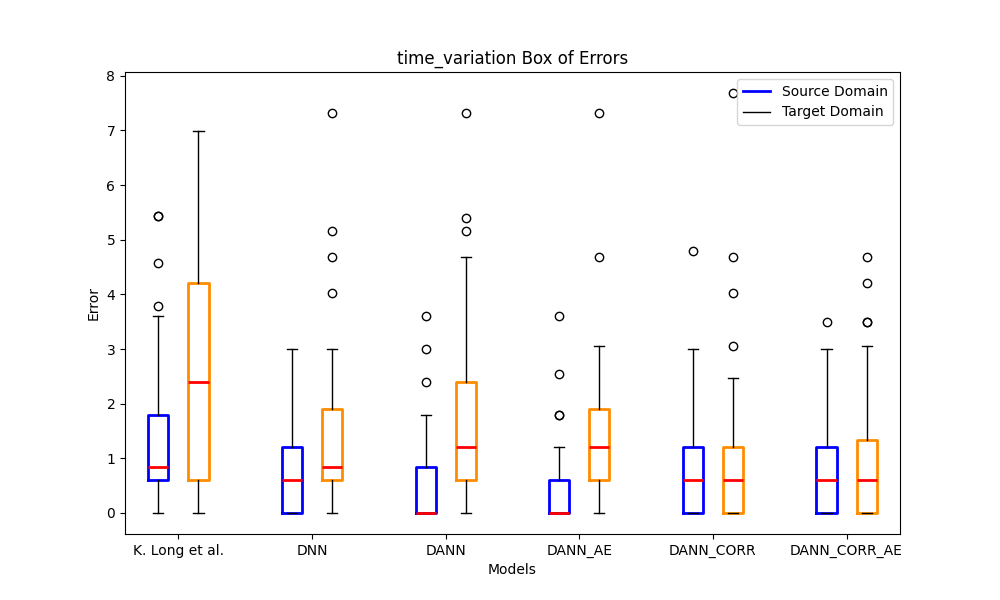 time_variation Box of Errors
Source Domain
Target Domain
Error
8
7
6
5
4
3
2
1
0
K. Long et al.
DNN
DANN
DANN_AE
DANN_CORR
DANN_CORR_AE
Models